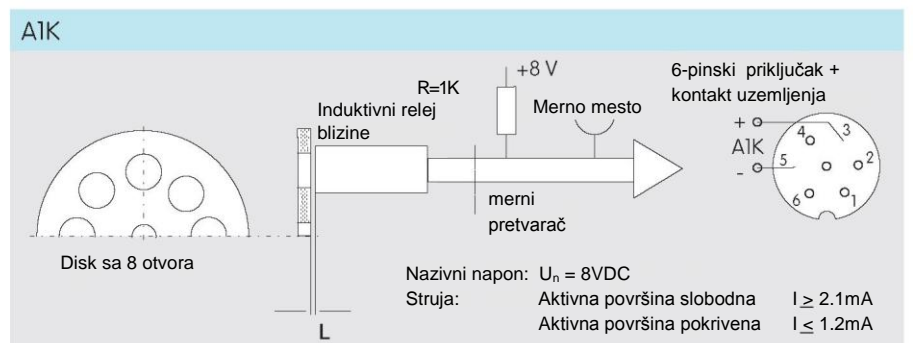 A1K
+8 V
R=1K
Induktivni relej
blizine
Merno mesto
6-pinski priključak +
kontakt uzemljenja
+
A1K
-
4
3
5
2
6
1
merni
pretvarač
Disk sa 8 otvora
L
Nazivni napon: Uₙ = 8VDC
Struja: Aktivna površina slobodna I ≥ 2.1mA
Aktivna površina pokrivena I ≤ 1.2mA